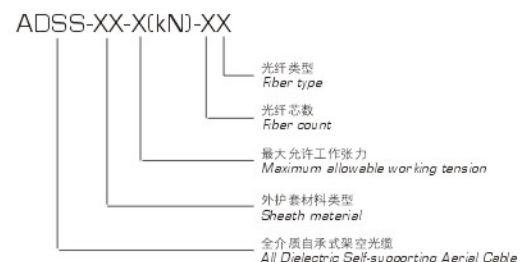 ADSS-XX-X(kN)-XX
光纤类型
Fiber type
光纤芯数
Fiber count
最大允许工作张力
Maximum allowable working tension
外护套材料类型
Sheath material
全介质自承式架空光缆
All Dielectric Self-supporting Aerial Cable